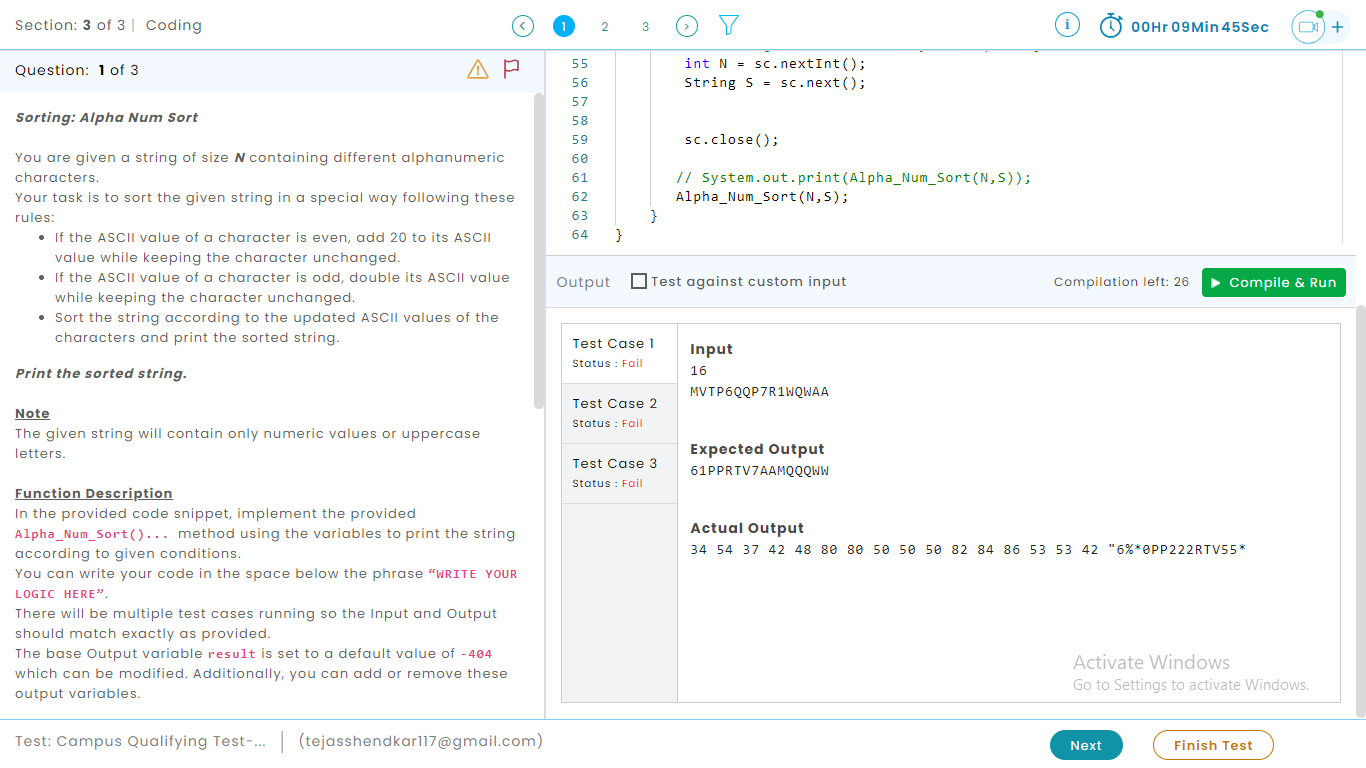 Section: 3 of 3 | Coding
1 2 3
00Hr 09Min 45Sec
Question: 1 of 3
Sorting: Alpha Num Sort
You are given a string of size N containing different alphanumeric
characters.
Your task is to sort the given string in a special way following these
rules:
If the ASCII value of a character is even, add 20 to its ASCII
value while keeping the character unchanged.
If the ASCII value of a character is odd, double its ASCII value
while keeping the character unchanged.
Sort the string according to the updated ASCII values of the
characters and print the sorted string.
Print the sorted string.
Note
The given string will contain only numeric values or uppercase
letters.
Function Description
In the provided code snippet, implement the provided
Alpha_Num_Sort()... method using the variables to print the string
according to given conditions.
You can write your code in the space below the phrase “WRITE YOUR
LOGIC HERE”.
There will be multiple test cases running so the Input and Output
should match exactly as provided.
The base Output variable result is set to a default value of -404
which can be modified. Additionally, you can add or remove these
output variables.
55 int N = sc.nextInt();
56 String S = sc.next();
57
58
59 sc.close();
60
61 // System.out.print(Alpha_Num_Sort(N,S));
62 Alpha_Num_Sort(N,S);
63 }
64 }
Output Test against custom input Compilation left: 26 Compile & Run
Test Case 1
Status : Fail
Test Case 2
Status : Fail
Test Case 3
Status : Fail
Input
16
MVTP6QQP7R1WQWAA
Expected Output
61PPRTV7AAMQQQWW
Actual Output
34 54 37 42 48 80 80 50 50 50 82 84 86 53 53 42 "6%*0PP222RTV55*
Activate Windows
Go to Settings to activate Windows.
Test: Campus Qualifying Test-... | (tejasshendkar117@gmail.com)
Next
Finish Test